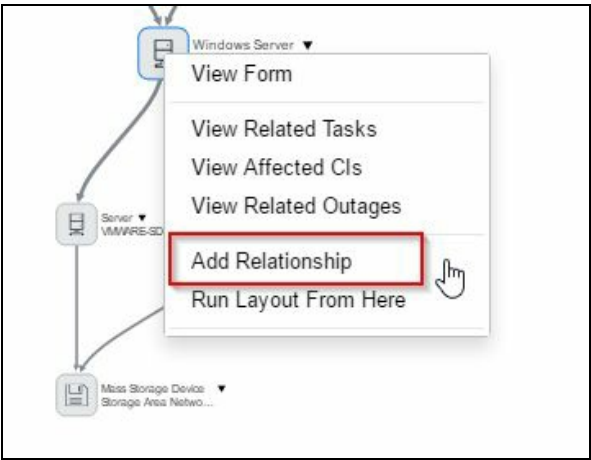 Windows Server ▼
View Form
View Related Tasks
View Affected CIs
View Related Outages
Server ▼
VMWARE-SD
Add Relationship
Run Layout From Here
Mass Storage Device ▼
Storage Area Netwo...